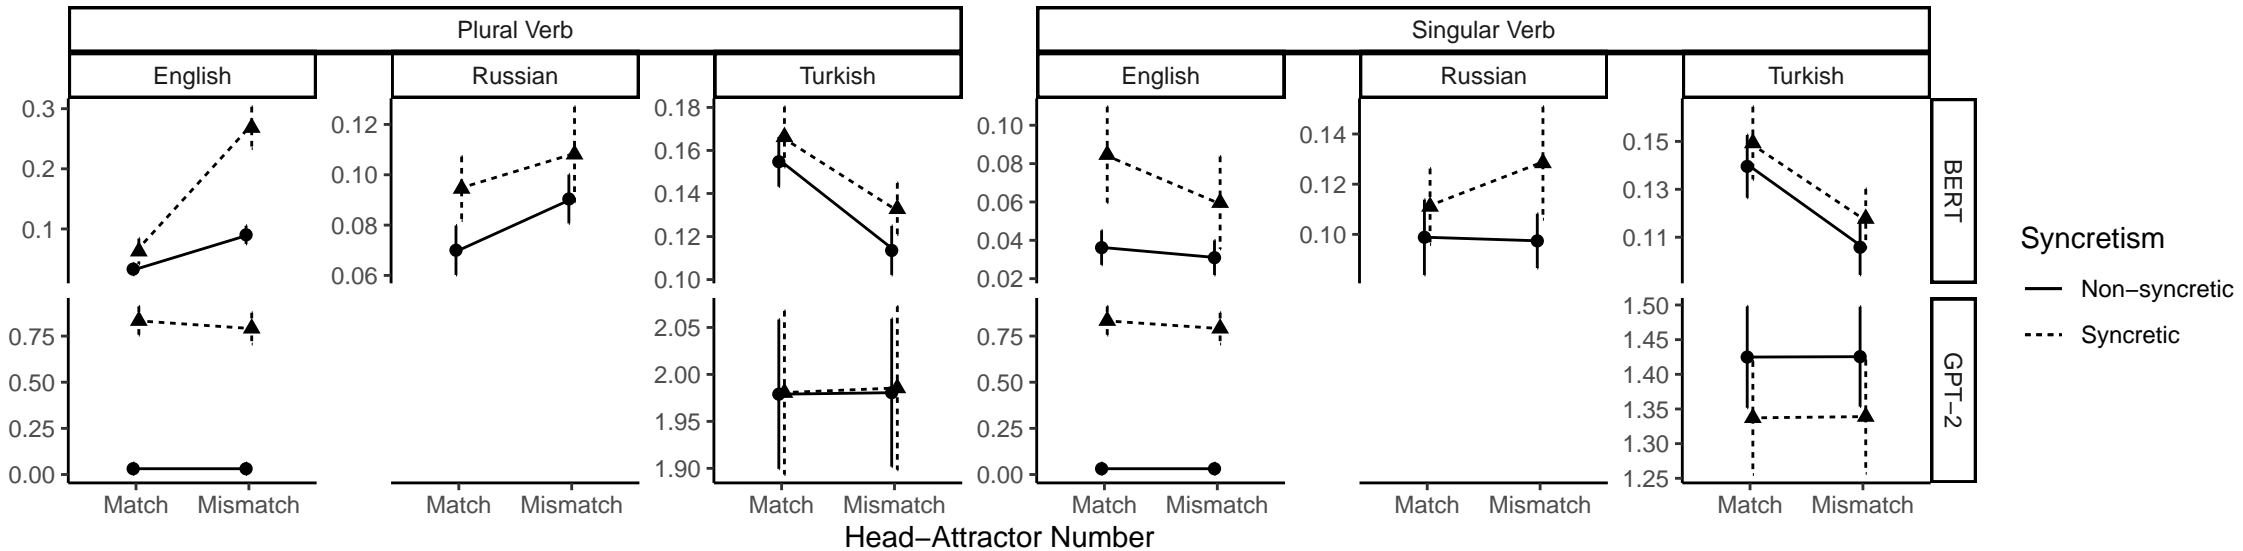 Plural Verb
Singular Verb
English
Russian
Turkish
English
Russian
Turkish
0.3
0.2
0.1
0.12
0.10
0.08
0.06
0.18
0.16
0.14
0.12
0.10
0.10
0.08
0.06
0.04
0.02
0.14
0.12
0.10
0.15
0.13
0.11
BERT
0.75
0.50
0.25
0.00
2.05
2.00
1.95
1.90
0.75
0.50
0.25
0.00
1.50
1.45
1.40
1.35
1.30
1.25
GPT−2
Match Mismatch
Match Mismatch
Match Mismatch
Match Mismatch
Match Mismatch
Match Mismatch
Head−Attractor Number
Syncretism
Non−syncretic
Syncretic